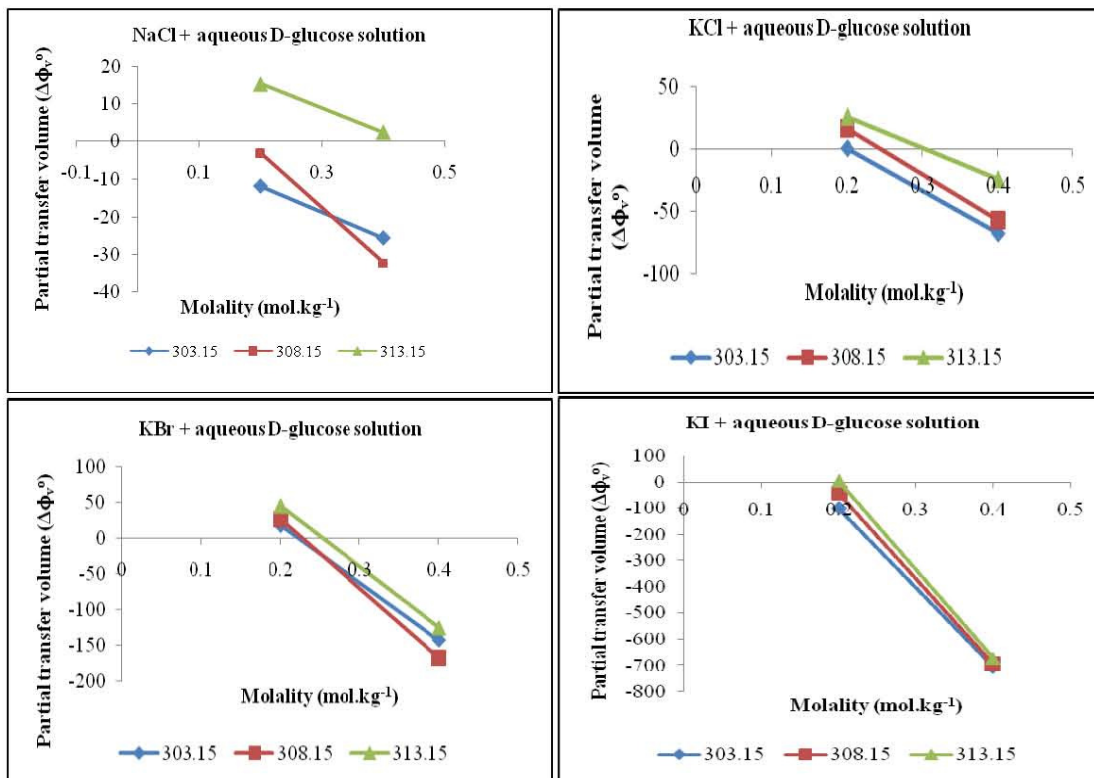 NaCl + aqueous D-glucose solution
Partial transfer volume (Δϕᵥº)
20
10
0
-10
-20
-30
-40
-0.1 0.1 0.3 0.5
Molality (mol.kg⁻¹)
303.15 308.15 313.15
KCl + aqueous D-glucose solution
Partial transfer volume
(Δϕᵥº)
50
0
-50
-100
0 0.1 0.2 0.3 0.4 0.5
Molality (mol.kg⁻¹)
303.15 308.15 313.15
KBr + aqueous D-glucose solution
Partial transfer volume (Δϕᵥº)
100
50
0
-50
-100
-150
-200
0 0.1 0.2 0.3 0.4 0.5
Molality (mol.kg⁻¹)
303.15 308.15 313.15
KI + aqueous D-glucose solution
Partial transfer volume (Δϕᵥº)
100
0
-100
-200
-300
-400
-500
-600
-700
-800
0 0.1 0.2 0.3 0.4 0.5
Molality (mol.kg⁻¹)
303.15 308.15 313.15